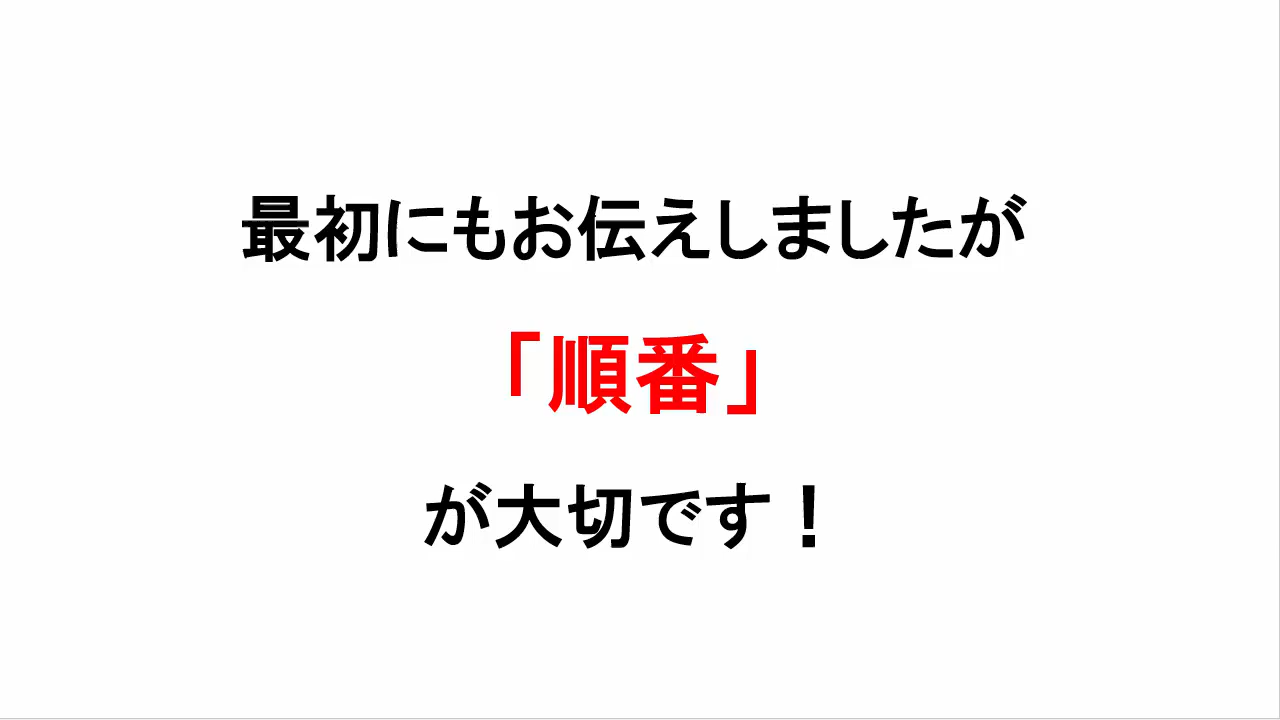 最初にもお伝えしましたが
「順番」
が大切です！